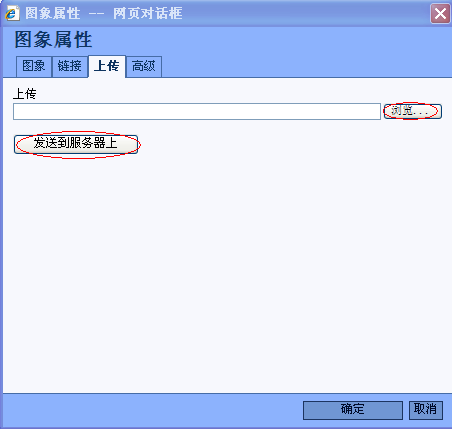 图象属性 -- 网页对话框
图象属性
图象 链接 上传 高级
上传
浏览...
发送到服务器上
确定 取消